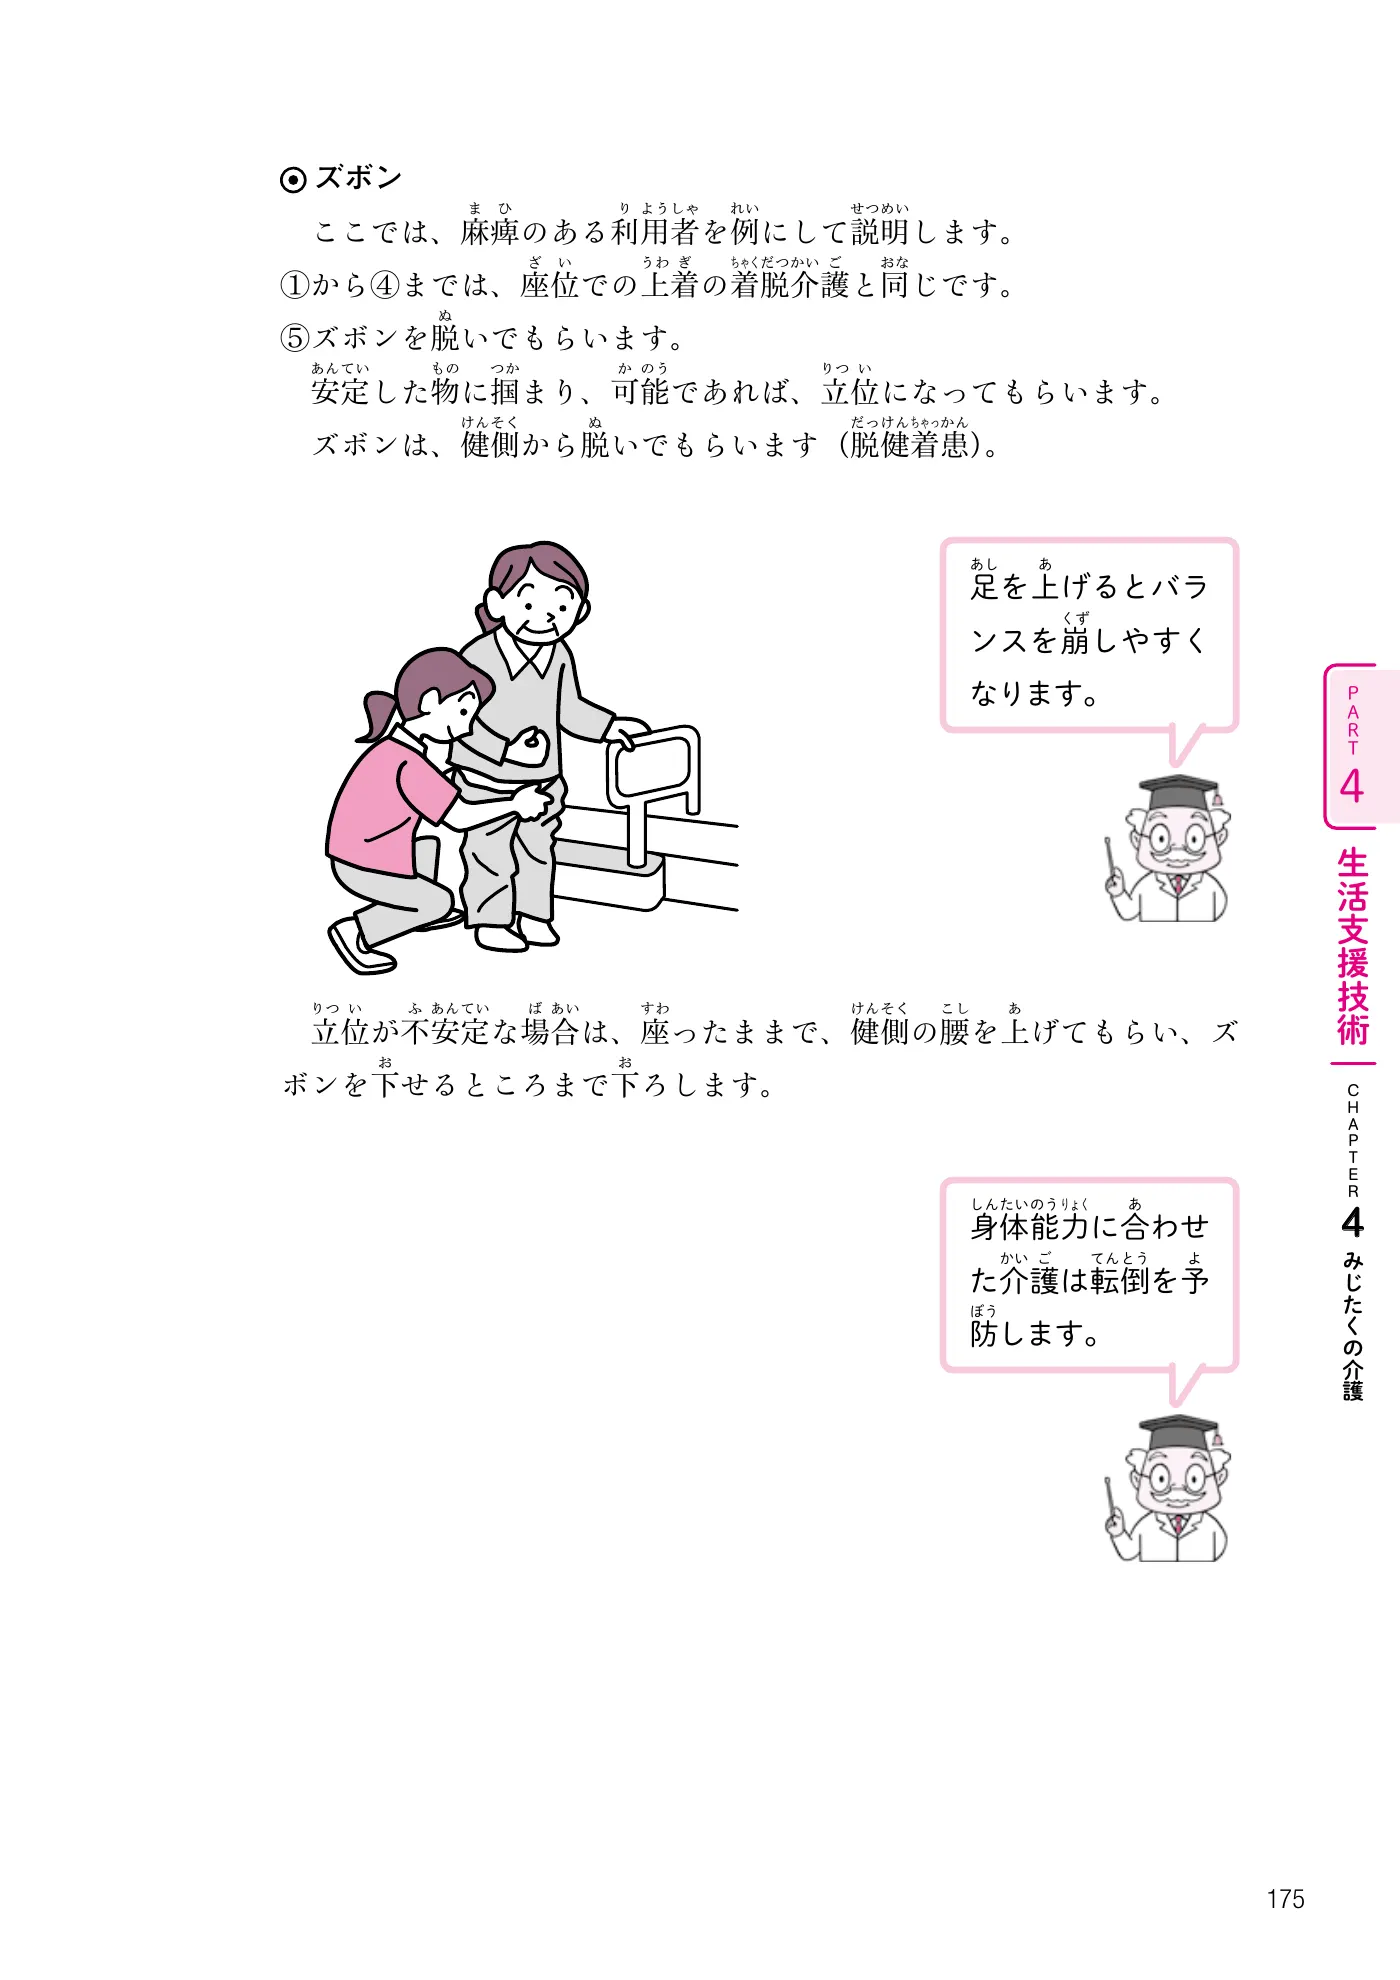 ◉ズボン
ここでは、麻痺のある利用者を例にして説明します。
①から④までは、座位での上着の着脱介護と同じです。
⑤ズボンを脱いでもらいます。
安定した物に掴まり、可能であれば、立位になってもらいます。
ズボンは、健側から脱いでもらいます（脱健着患）。
足を上げるとバラ
ンスを崩しやすく
なります。
立位が不安定な場合は、座ったままで、健側の腰を上げてもらい、ズ
ボンを下せるところまで下ろします。
身体能力に合わせ
た介護は転倒を予
防します。
PART 4
生活支援技術
CHAPTER 4 みじたくの介護
175